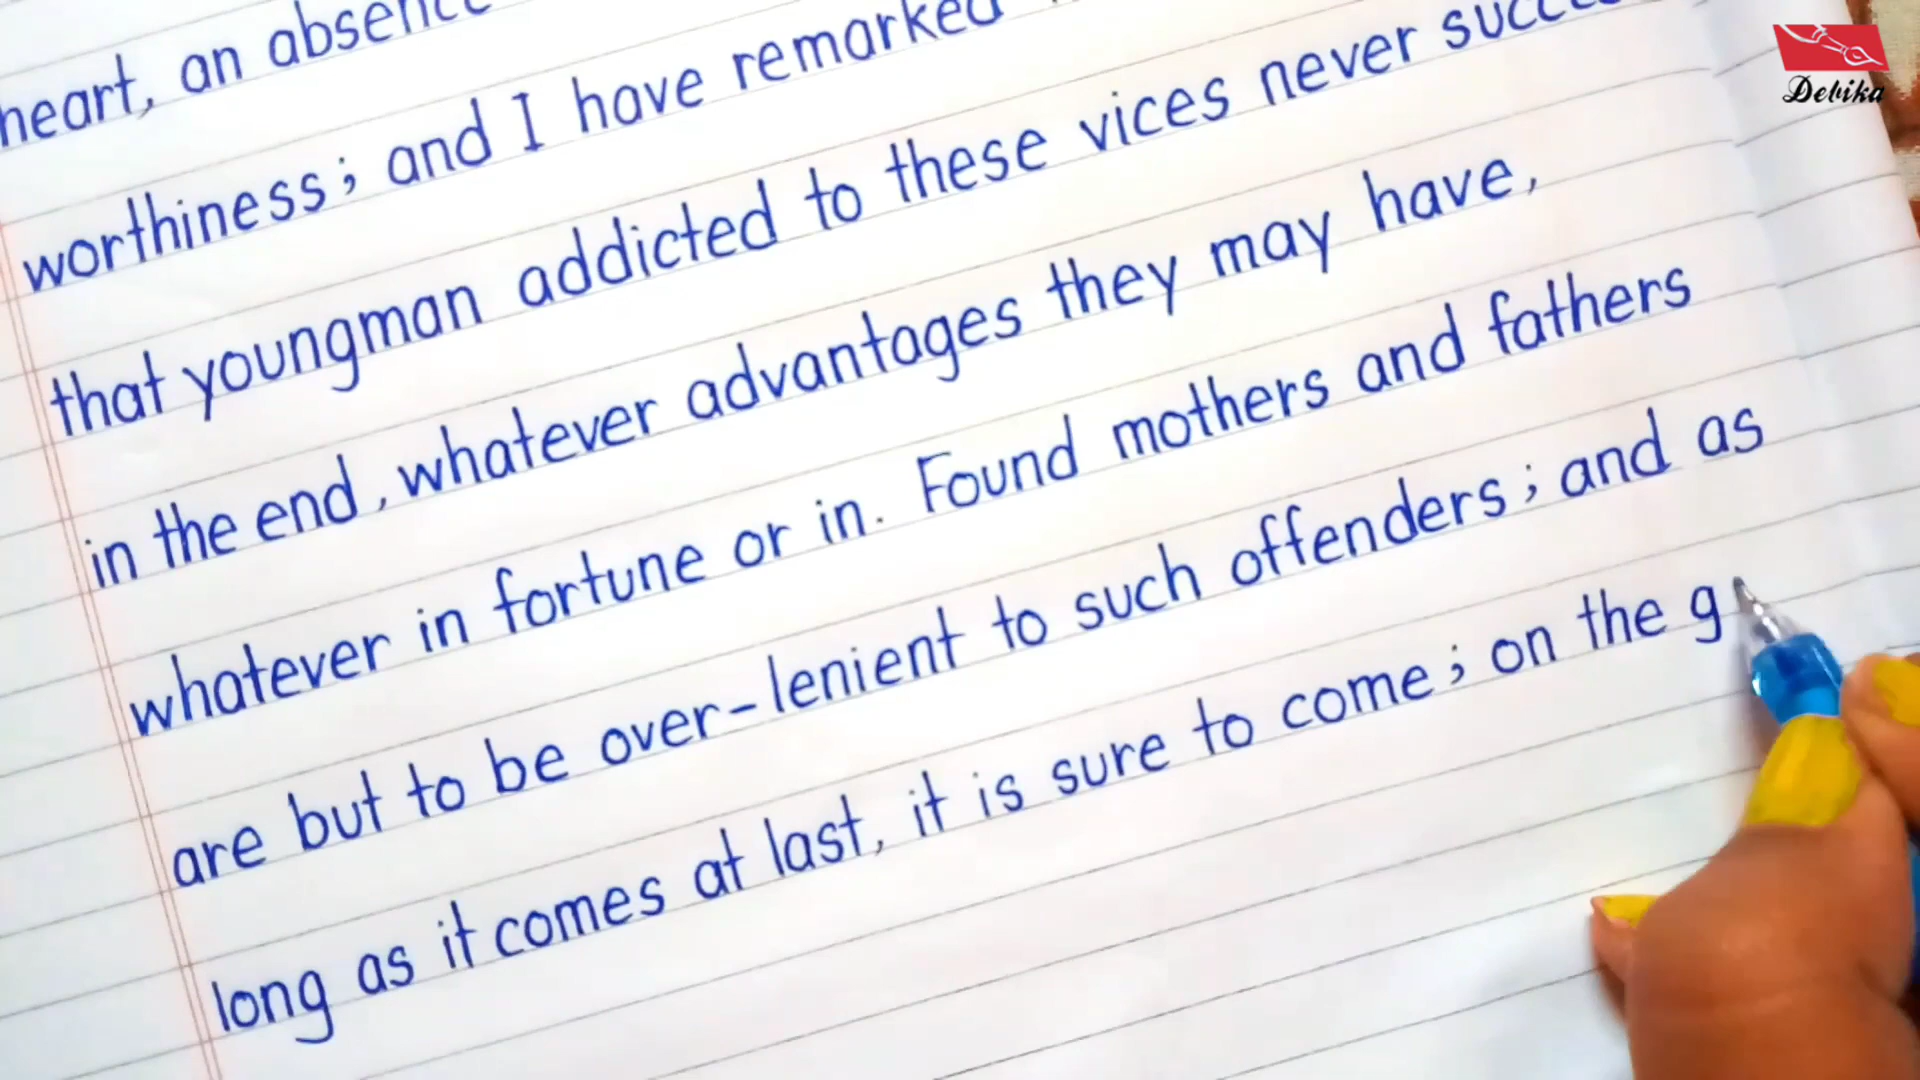 heart, an absence
worthiness; and I have remarked
that youngman addicted to these vices never
in the end, whatever advantages they may have,
whatever in fortune or in. Found mothers and fathers
are but to be over-lenient to such offenders; and as
long as it comes at last, it is sure to come; on the g
Debika